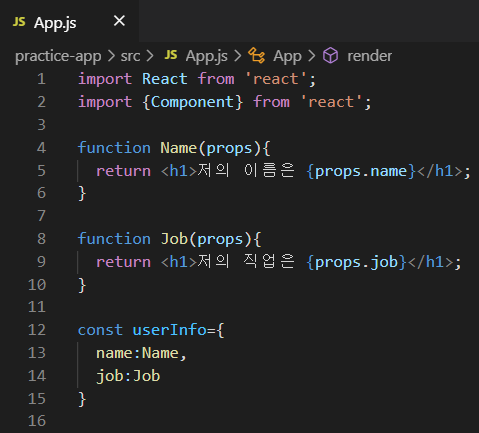 JS App.js ×
practice-app > src > JS App.js > App > render
1 import React from 'react';
2 import {Component} from 'react';
3
4 function Name(props){
5 return <h1>저의 이름은 {props.name}</h1>;
6 }
7
8 function Job(props){
9 return <h1>저의 직업은 {props.job}</h1>;
10 }
11
12 const userInfo={
13 name:Name,
14 job:Job
15 }
16